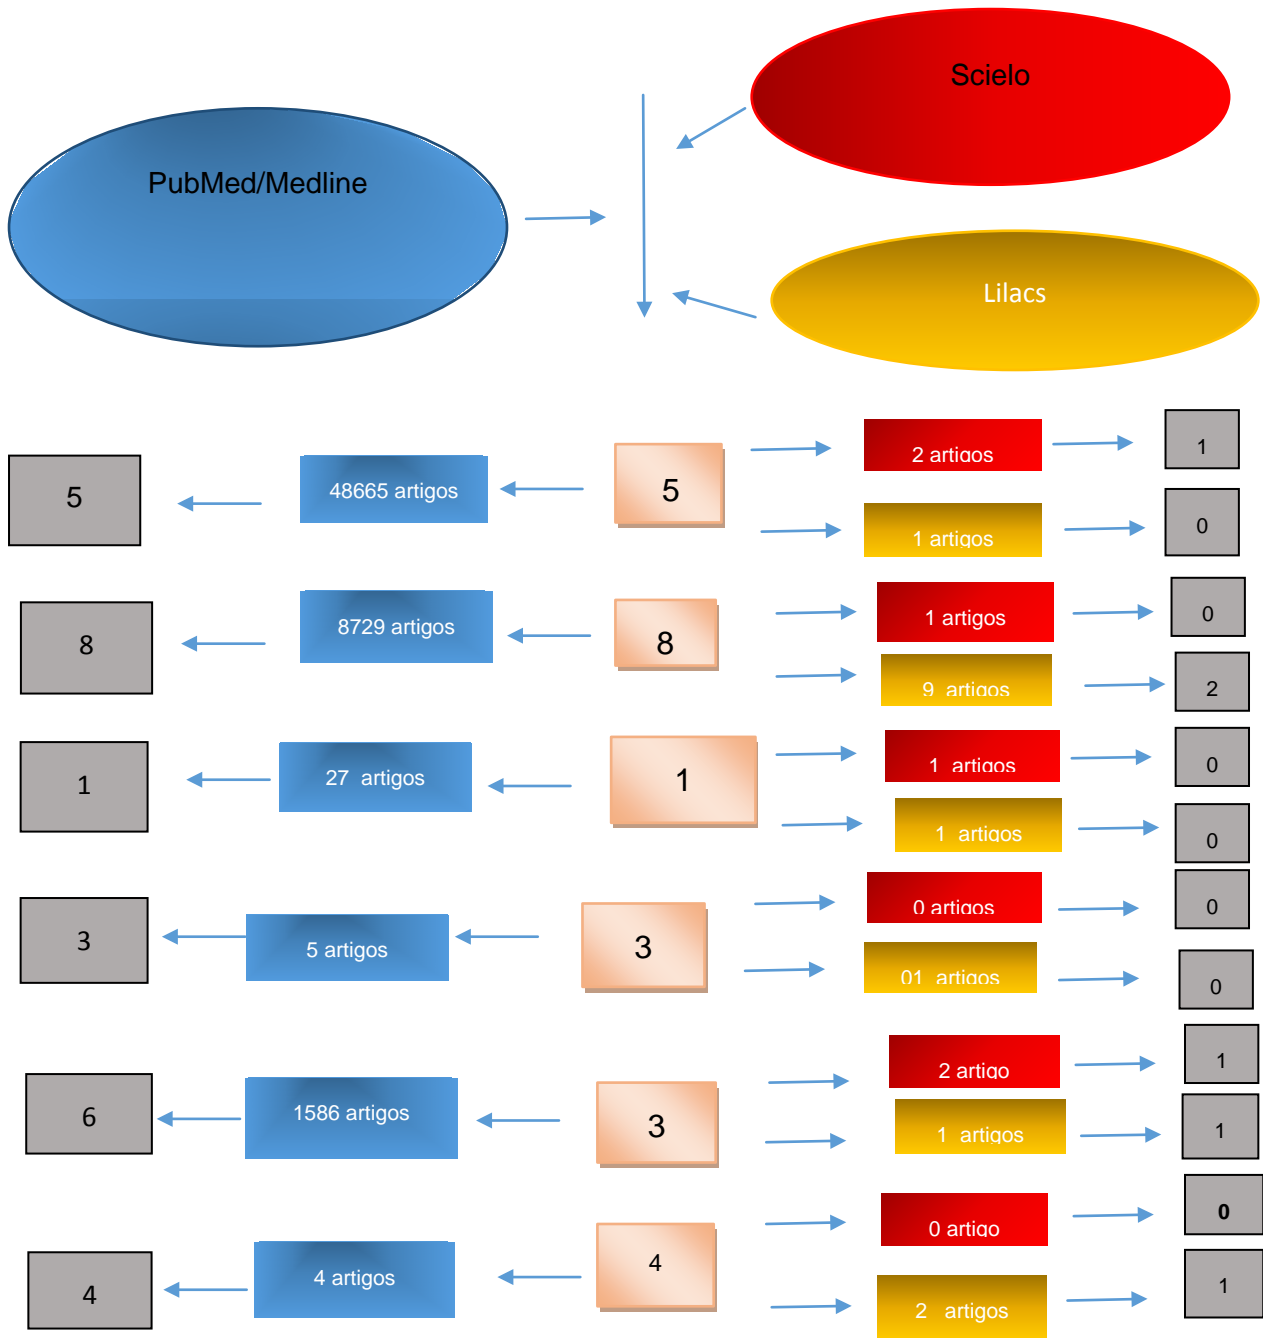 Scielo
PubMed/Medline
Lilacs
5
48665 artigos
5
2 artigos
1
1 artigos
0
8
8729 artigos
8
1 artigos
0
9 artigos
2
1
27 artigos
1
1 artigos
0
1 artigos
0
3
5 artigos
3
0 artigos
0
01 artigos
0
6
1586 artigos
3
2 artigo
1
1 artigos
1
4
4 artigos
4
0 artigo
0
2 artigos
1